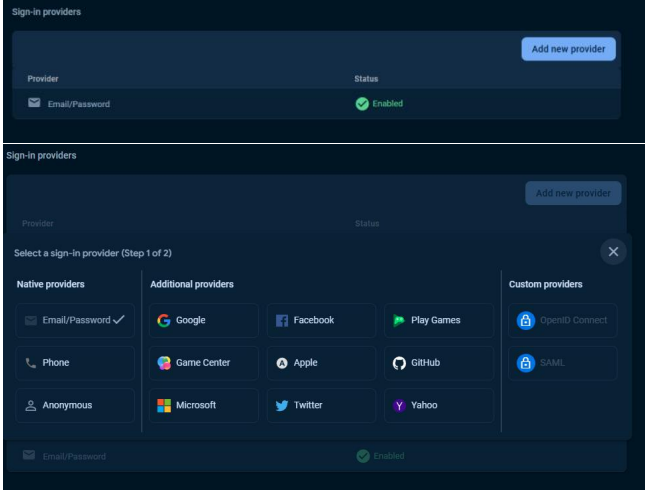 Sign-in providers
Add new provider
Provider Status
Email/Password Enabled
Sign-in providers
Add new provider
Provider Status
Select a sign-in provider (Step 1 of 2)
Native providers Additional providers Custom providers
Email/Password Google Facebook Play Games OpenID Connect
Phone Game Center Apple GitHub SAML
Anonymous Microsoft Twitter Yahoo
Email/Password Enabled